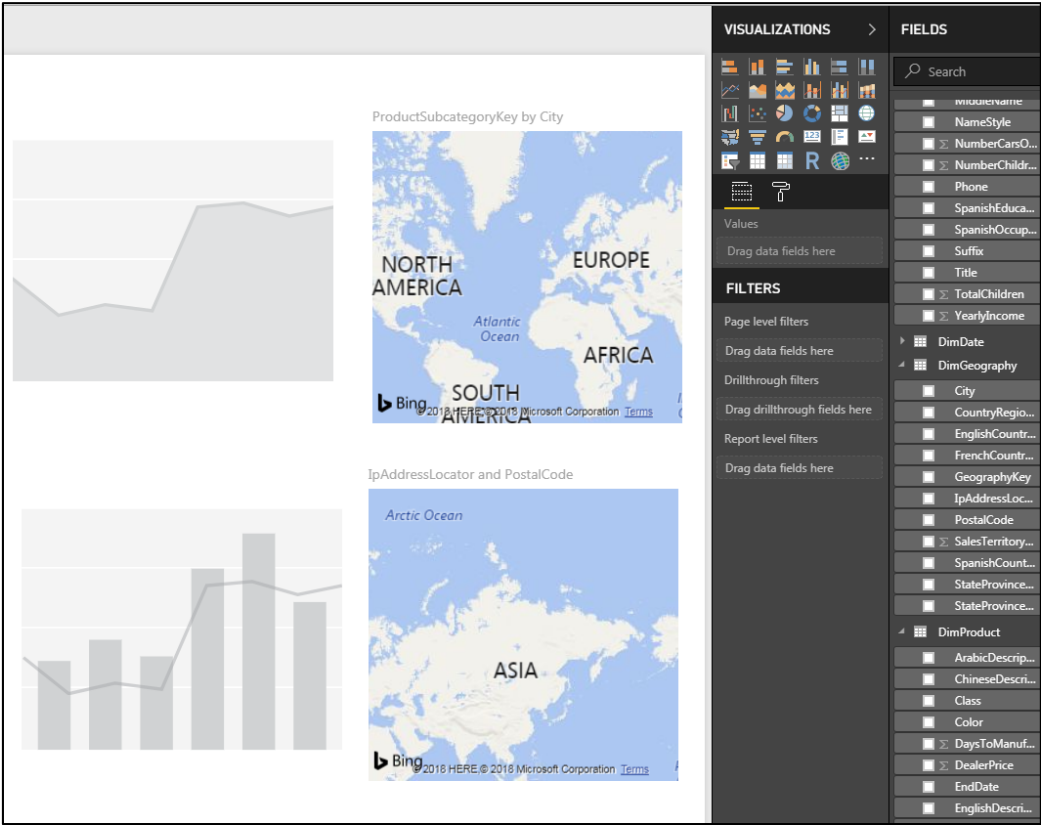 ProductSubcategoryKey by City
NORTH
AMERICA
EUROPE
Atlantic
Ocean
AFRICA
SOUTH
AMERICA
Bing
© 2018 HERE, © 2018 Microsoft Corporation Terms
IpAddressLocator and PostalCode
Arctic Ocean
ASIA
Bing
© 2018 HERE, © 2018 Microsoft Corporation Terms
VISUALIZATIONS >
123
R
...
Values
Drag data fields here
FILTERS
Page level filters
Drag data fields here
Drillthrough filters
Drag drillthrough fields here
Report level filters
Drag data fields here
FIELDS
Search
MiddleName
NameStyle
Σ NumberCarsO...
Σ NumberChildr...
Phone
SpanishEduca...
SpanishOccup...
Suffix
Title
Σ TotalChildren
Σ YearlyIncome
DimDate
DimGeography
City
CountryRegio...
EnglishCountr...
FrenchCountr...
GeographyKey
IpAddressLoc...
PostalCode
Σ SalesTerritory...
SpanishCount...
StateProvince...
StateProvince...
DimProduct
ArabicDescrip...
ChineseDescri...
Class
Color
Σ DaysToManuf...
Σ DealerPrice
EndDate
EnglishDescri...